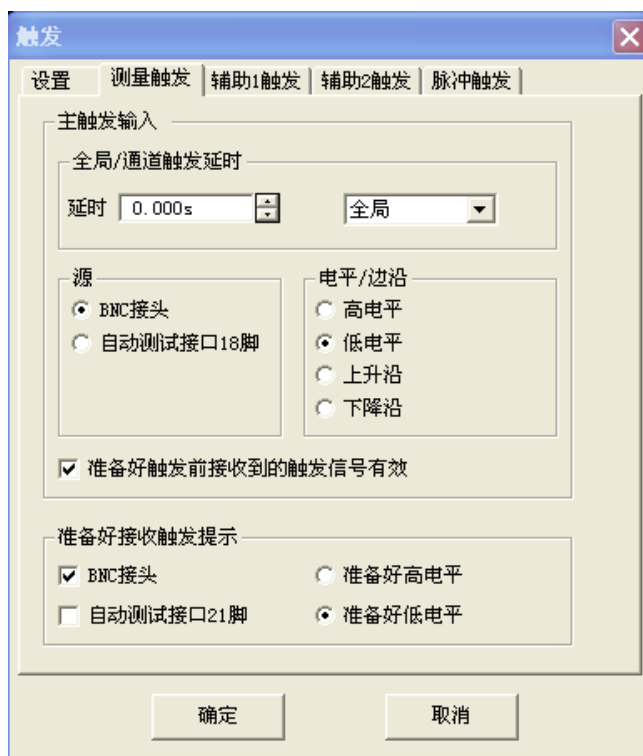 触发
设置 测量触发 辅助1触发 辅助2触发 脉冲触发
主触发输入
全局/通道触发延时
延时 0.000s 全局
源 电平/边沿
BNC接头 高电平
自动测试接口18脚 低电平
上升沿
下降沿
准备好触发前接收到的触发信号有效
准备好接收触发提示
BNC接头 准备好高电平
自动测试接口21脚 准备好低电平
确定 取消